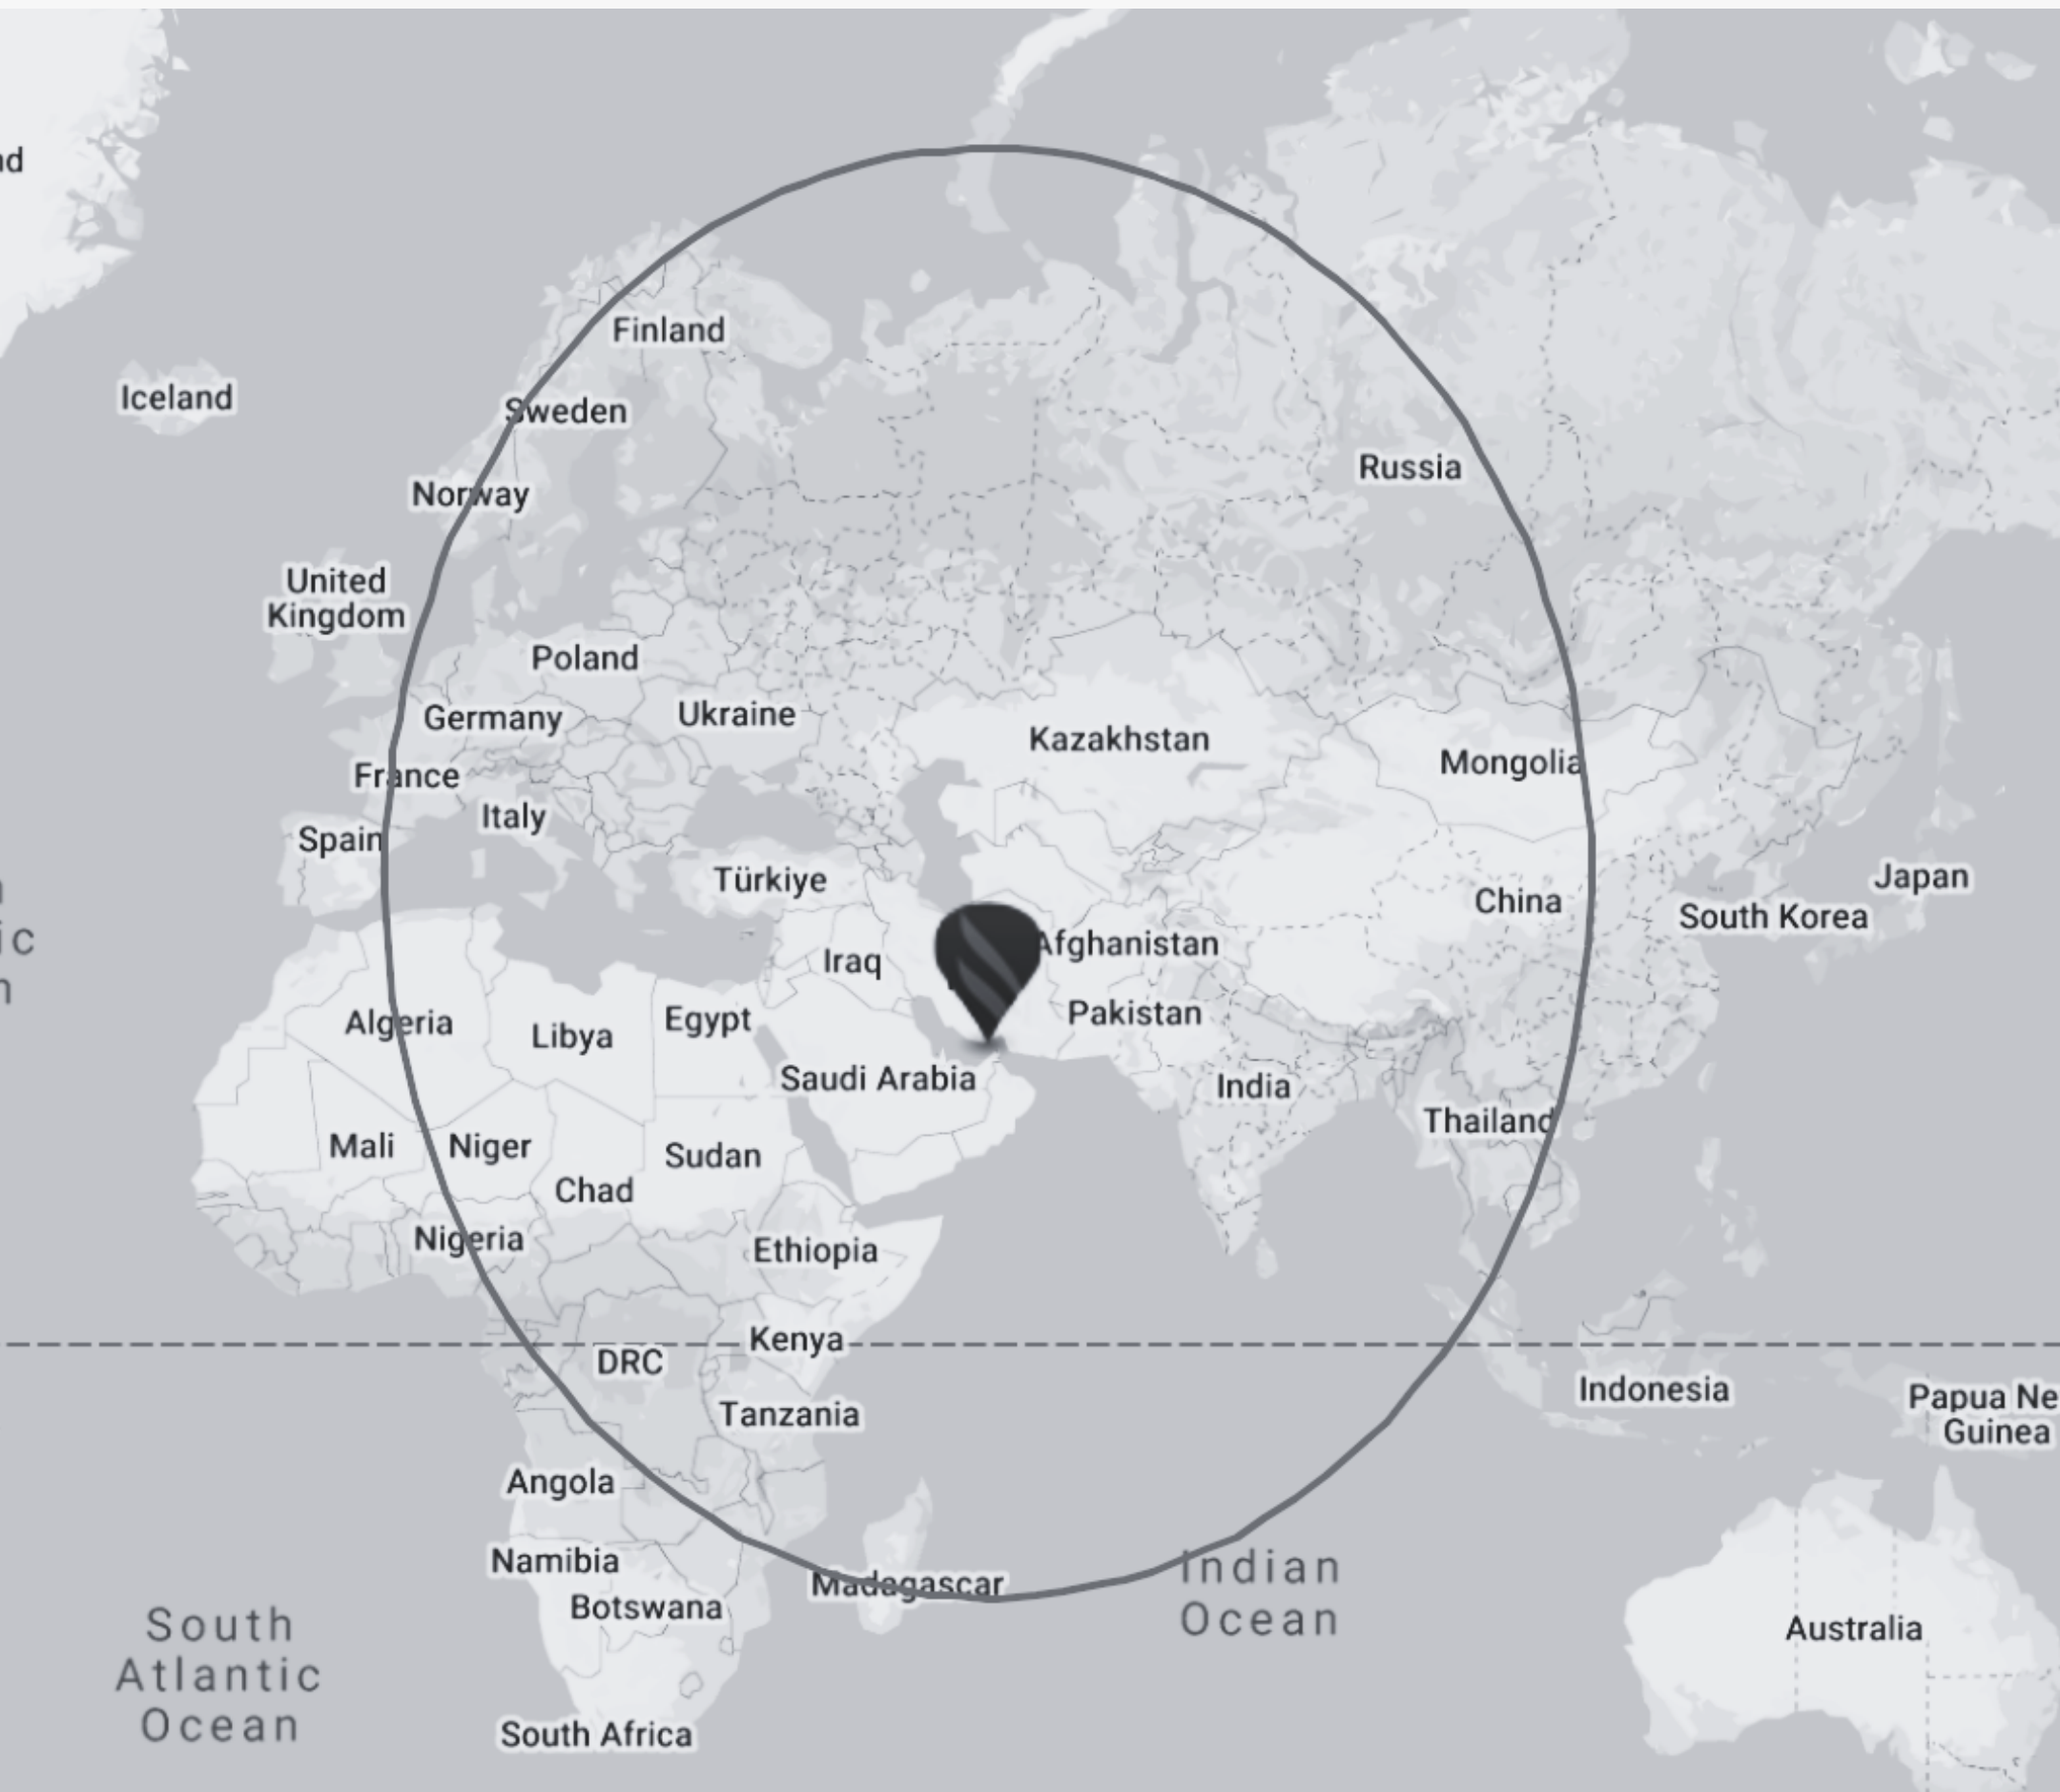 nd
Iceland
Finland
Sweden
Norway
Russia
United
Kingdom
Poland
Germany
Ukraine
Kazakhstan
Mongolia
France
Italy
Spain
Türkiye
China
Japan
South Korea
Afghanistan
Iraq
ic
Pakistan
Algeria
Libya
Egypt
Saudi Arabia
India
Thailand
Mali
Niger
Sudan
Chad
Nigeria
Ethiopia
Kenya
DRC
Indonesia
Papua Ne
Guinea
Tanzania
Angola
Namibia
Madagascar
Botswana
Indian
Ocean
South
Atlantic
Ocean
Australia
South Africa